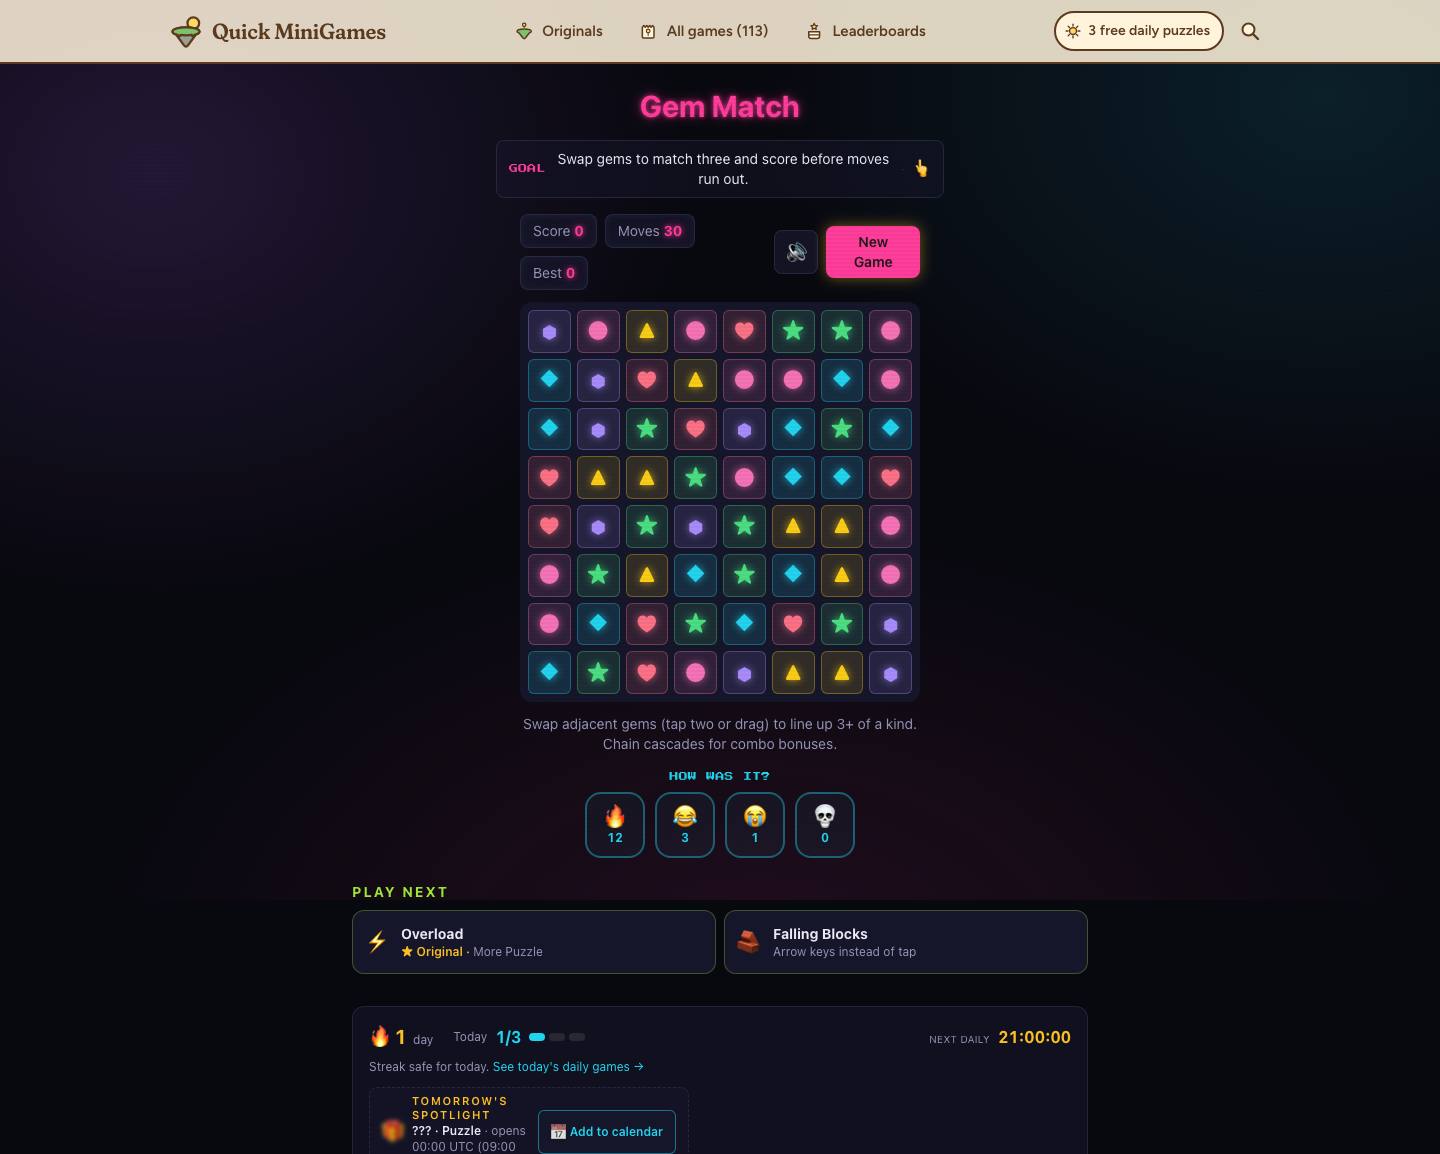 Quick MiniGames
Originals
All games (113)
Leaderboards
3 free daily puzzles
Gem Match
GOAL
Swap gems to match three and score before moves
run out.
Score 0
Moves 30
Best 0
New
Game
Swap adjacent gems (tap two or drag) to line up 3+ of a kind.
Chain cascades for combo bonuses.
HOW WAS IT?
12
3
1
0
PLAY NEXT
Overload
Original · More Puzzle
Falling Blocks
Arrow keys instead of tap
1 day
Today 1/3
NEXT DAILY 21:00:00
Streak safe for today. See today's daily games →
TOMORROW'S
SPOTLIGHT
??? · Puzzle · opens
00:00 UTC (09:00
Add to calendar